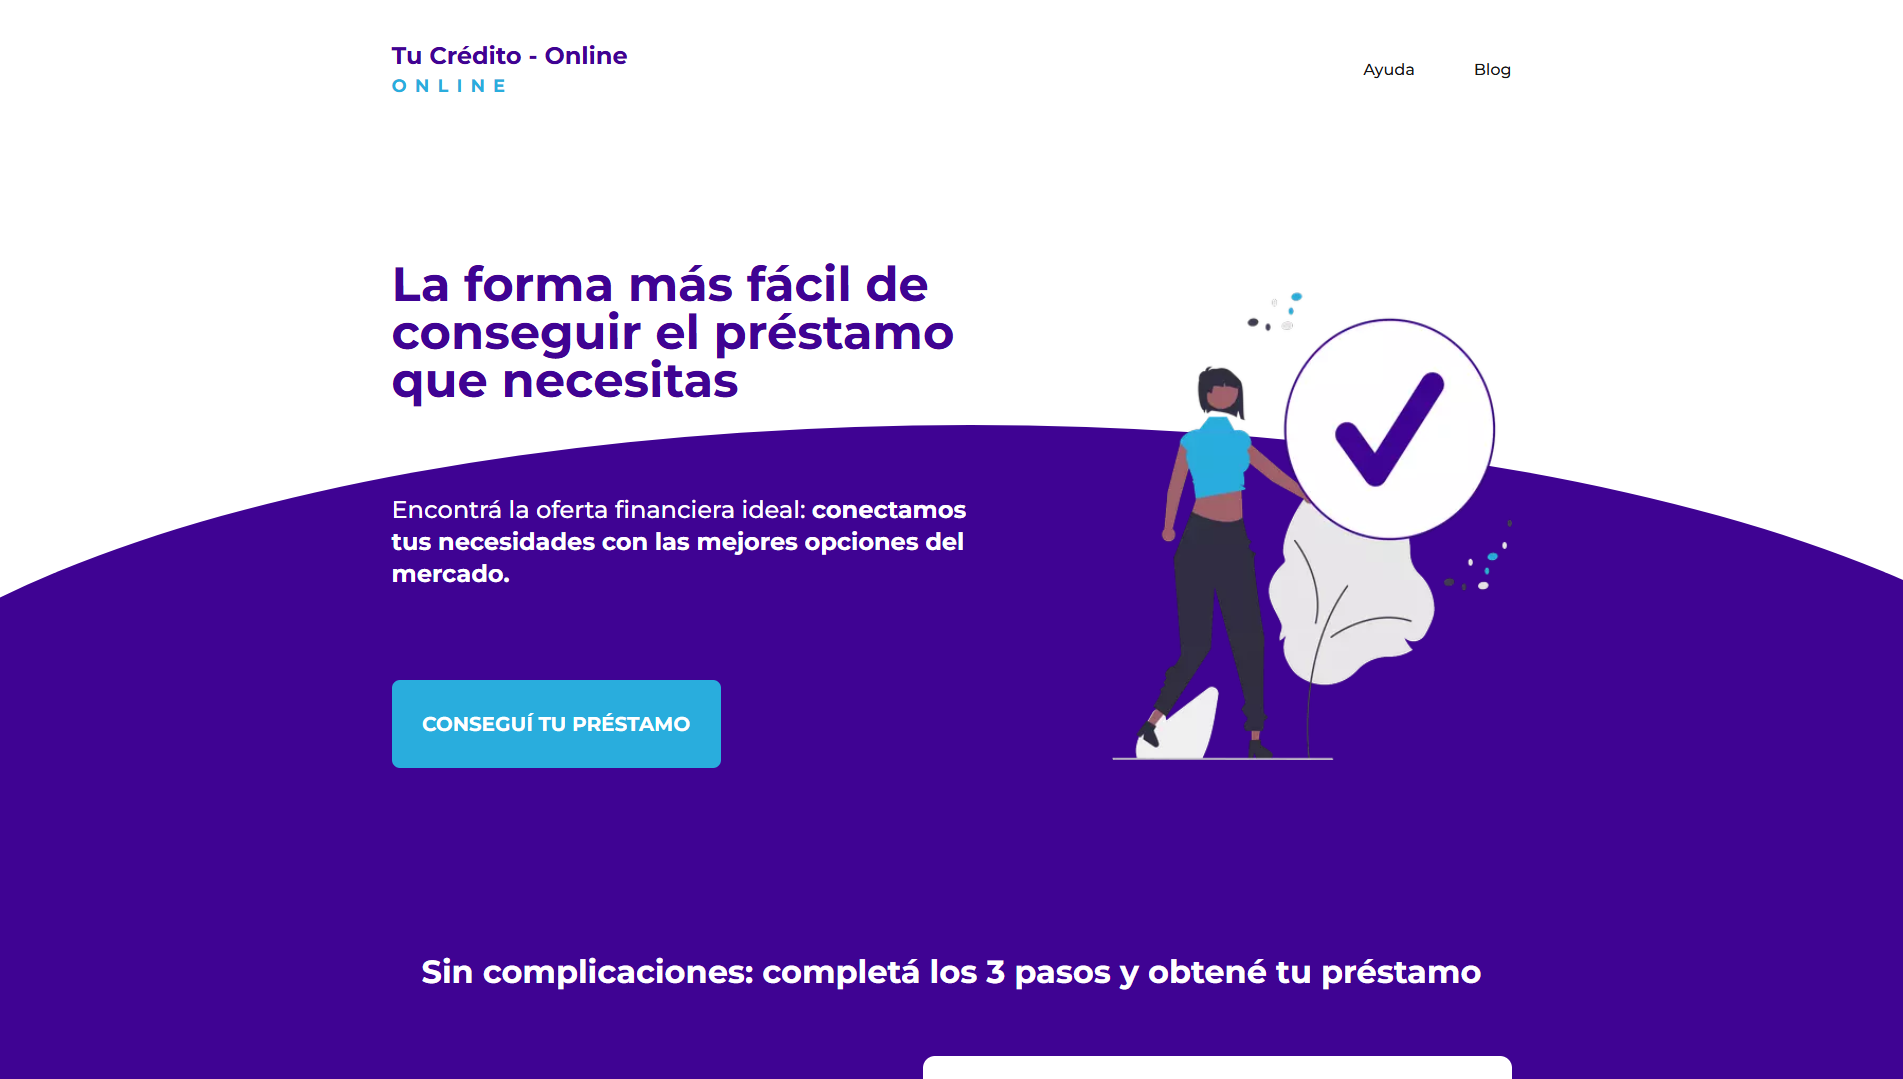 Tu Crédito - Online
ONLINE
Ayuda
Blog
La forma más fácil de
conseguir el préstamo
que necesitas
Encontrá la oferta financiera ideal: conectamos
tus necesidades con las mejores opciones del
mercado.
CONSEGUÍ TU PRÉSTAMO
Sin complicaciones: completá los 3 pasos y obtené tu préstamo